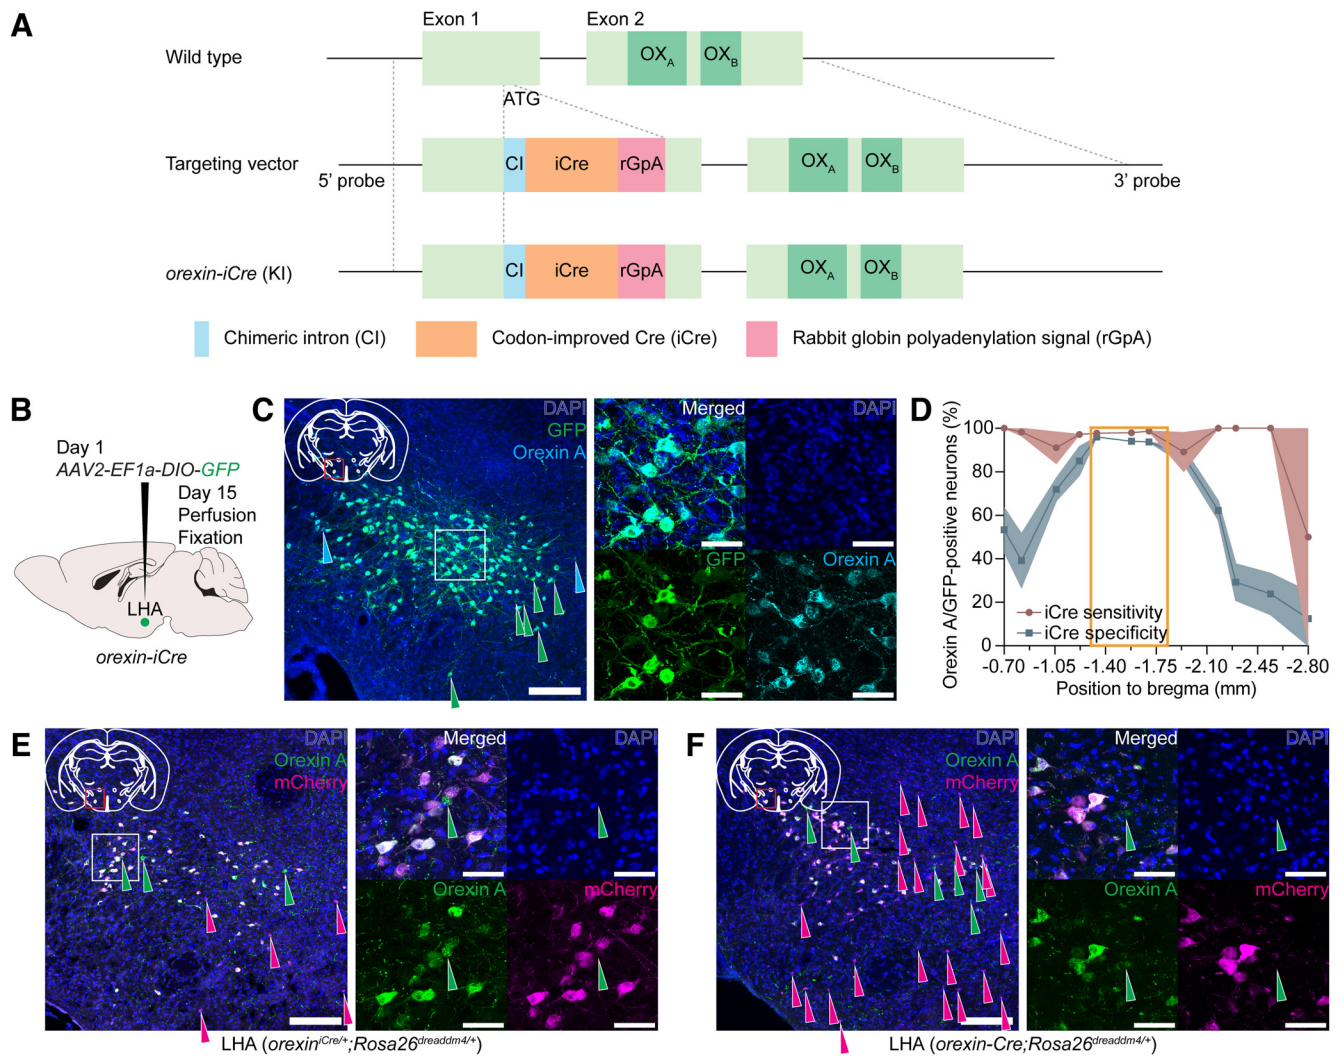 A
Exon 1
Exon 2
Wild type
OXA
OXB
ATG
Targeting vector
CI
iCre
rGpA
OXA
OXB
5’ probe
3’ probe
orexin-iCre (KI)
CI
iCre
rGpA
OXA
OXB
Chimeric intron (CI)
Codon-improved Cre (iCre)
Rabbit globin polyadenylation signal (rGpA)
B
Day 1
AAV2-EF1a-DIO-GFP
Day 15
Perfusion
Fixation
LHA
orexin-iCre
C
DAPI
GFP
Orexin A
Merged
DAPI
GFP
Orexin A
D
Orexin A/GFP-positive neurons (%)
100
80
60
40
20
0
iCre sensitivity
iCre specificity
-0.70
-1.05
-1.40
-1.75
-2.10
-2.45
-2.80
Position to bregma (mm)
E
DAPI
Orexin A
mCherry
Merged
DAPI
Orexin A
mCherry
LHA (orexiniCre/+;Rosa26dreaddm4/+)
F
DAPI
Orexin A
mCherry
Merged
DAPI
Orexin A
mCherry
LHA (orexin-Cre;Rosa26dreaddm4/+)